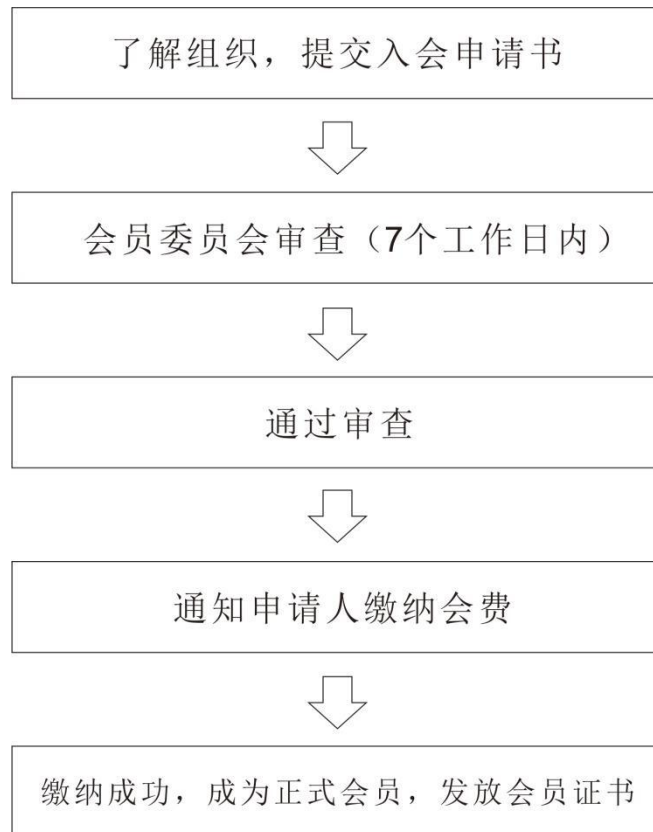 了解组织，提交入会申请书
会员委员会审查（7个工作日内）
通过审查
通知申请人缴纳会费
缴纳成功，成为正式会员，发放会员证书